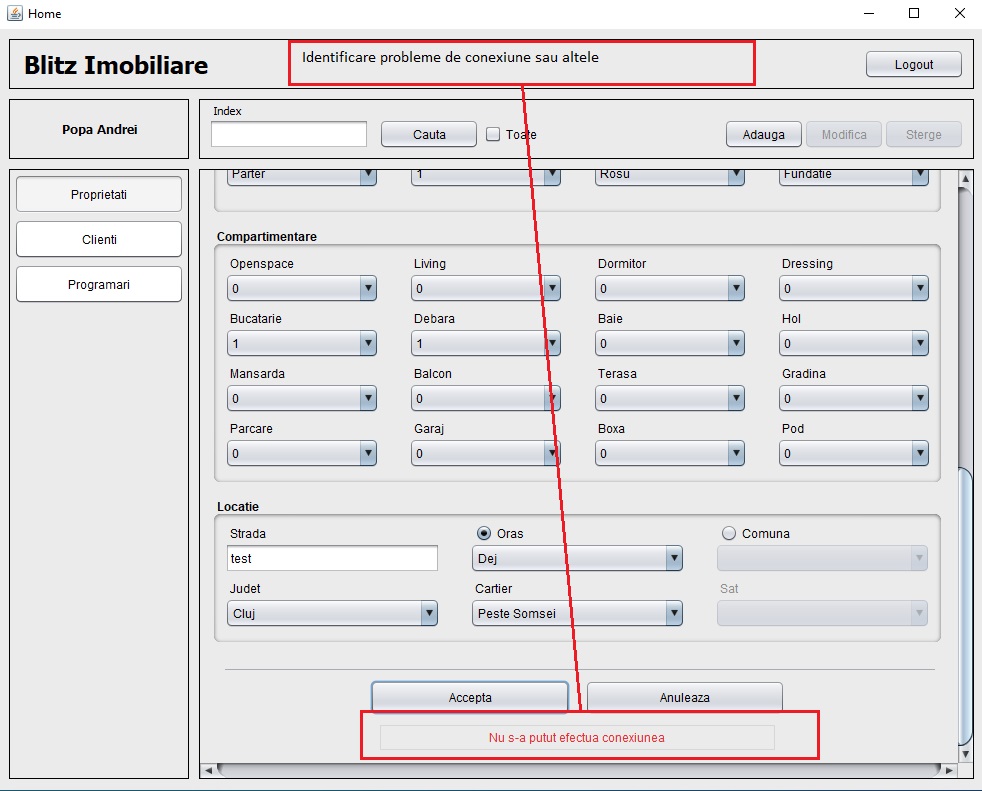 Home
Blitz Imobiliare
Identificare probleme de conexiune sau altele
Logout
Popa Andrei
Index
Cauta
Toate
Adauga
Modifica
Sterge
Proprietati
Clienti
Programari
Parter 1 Rosu Fundatie
Compartimentare
Openspace Living Dormitor Dressing
0 0 0 0
Bucatarie Debara Baie Hol
1 1 0 0
Mansarda Balcon Terasa Gradina
0 0 0 0
Parcare Garaj Boxa Pod
0 0 0 0
Locatie
Strada Oras Comuna
test Dej
Judet Cartier Sat
Cluj Peste Somsei
Accepta Anuleaza
Nu s-a putut efectua conexiunea